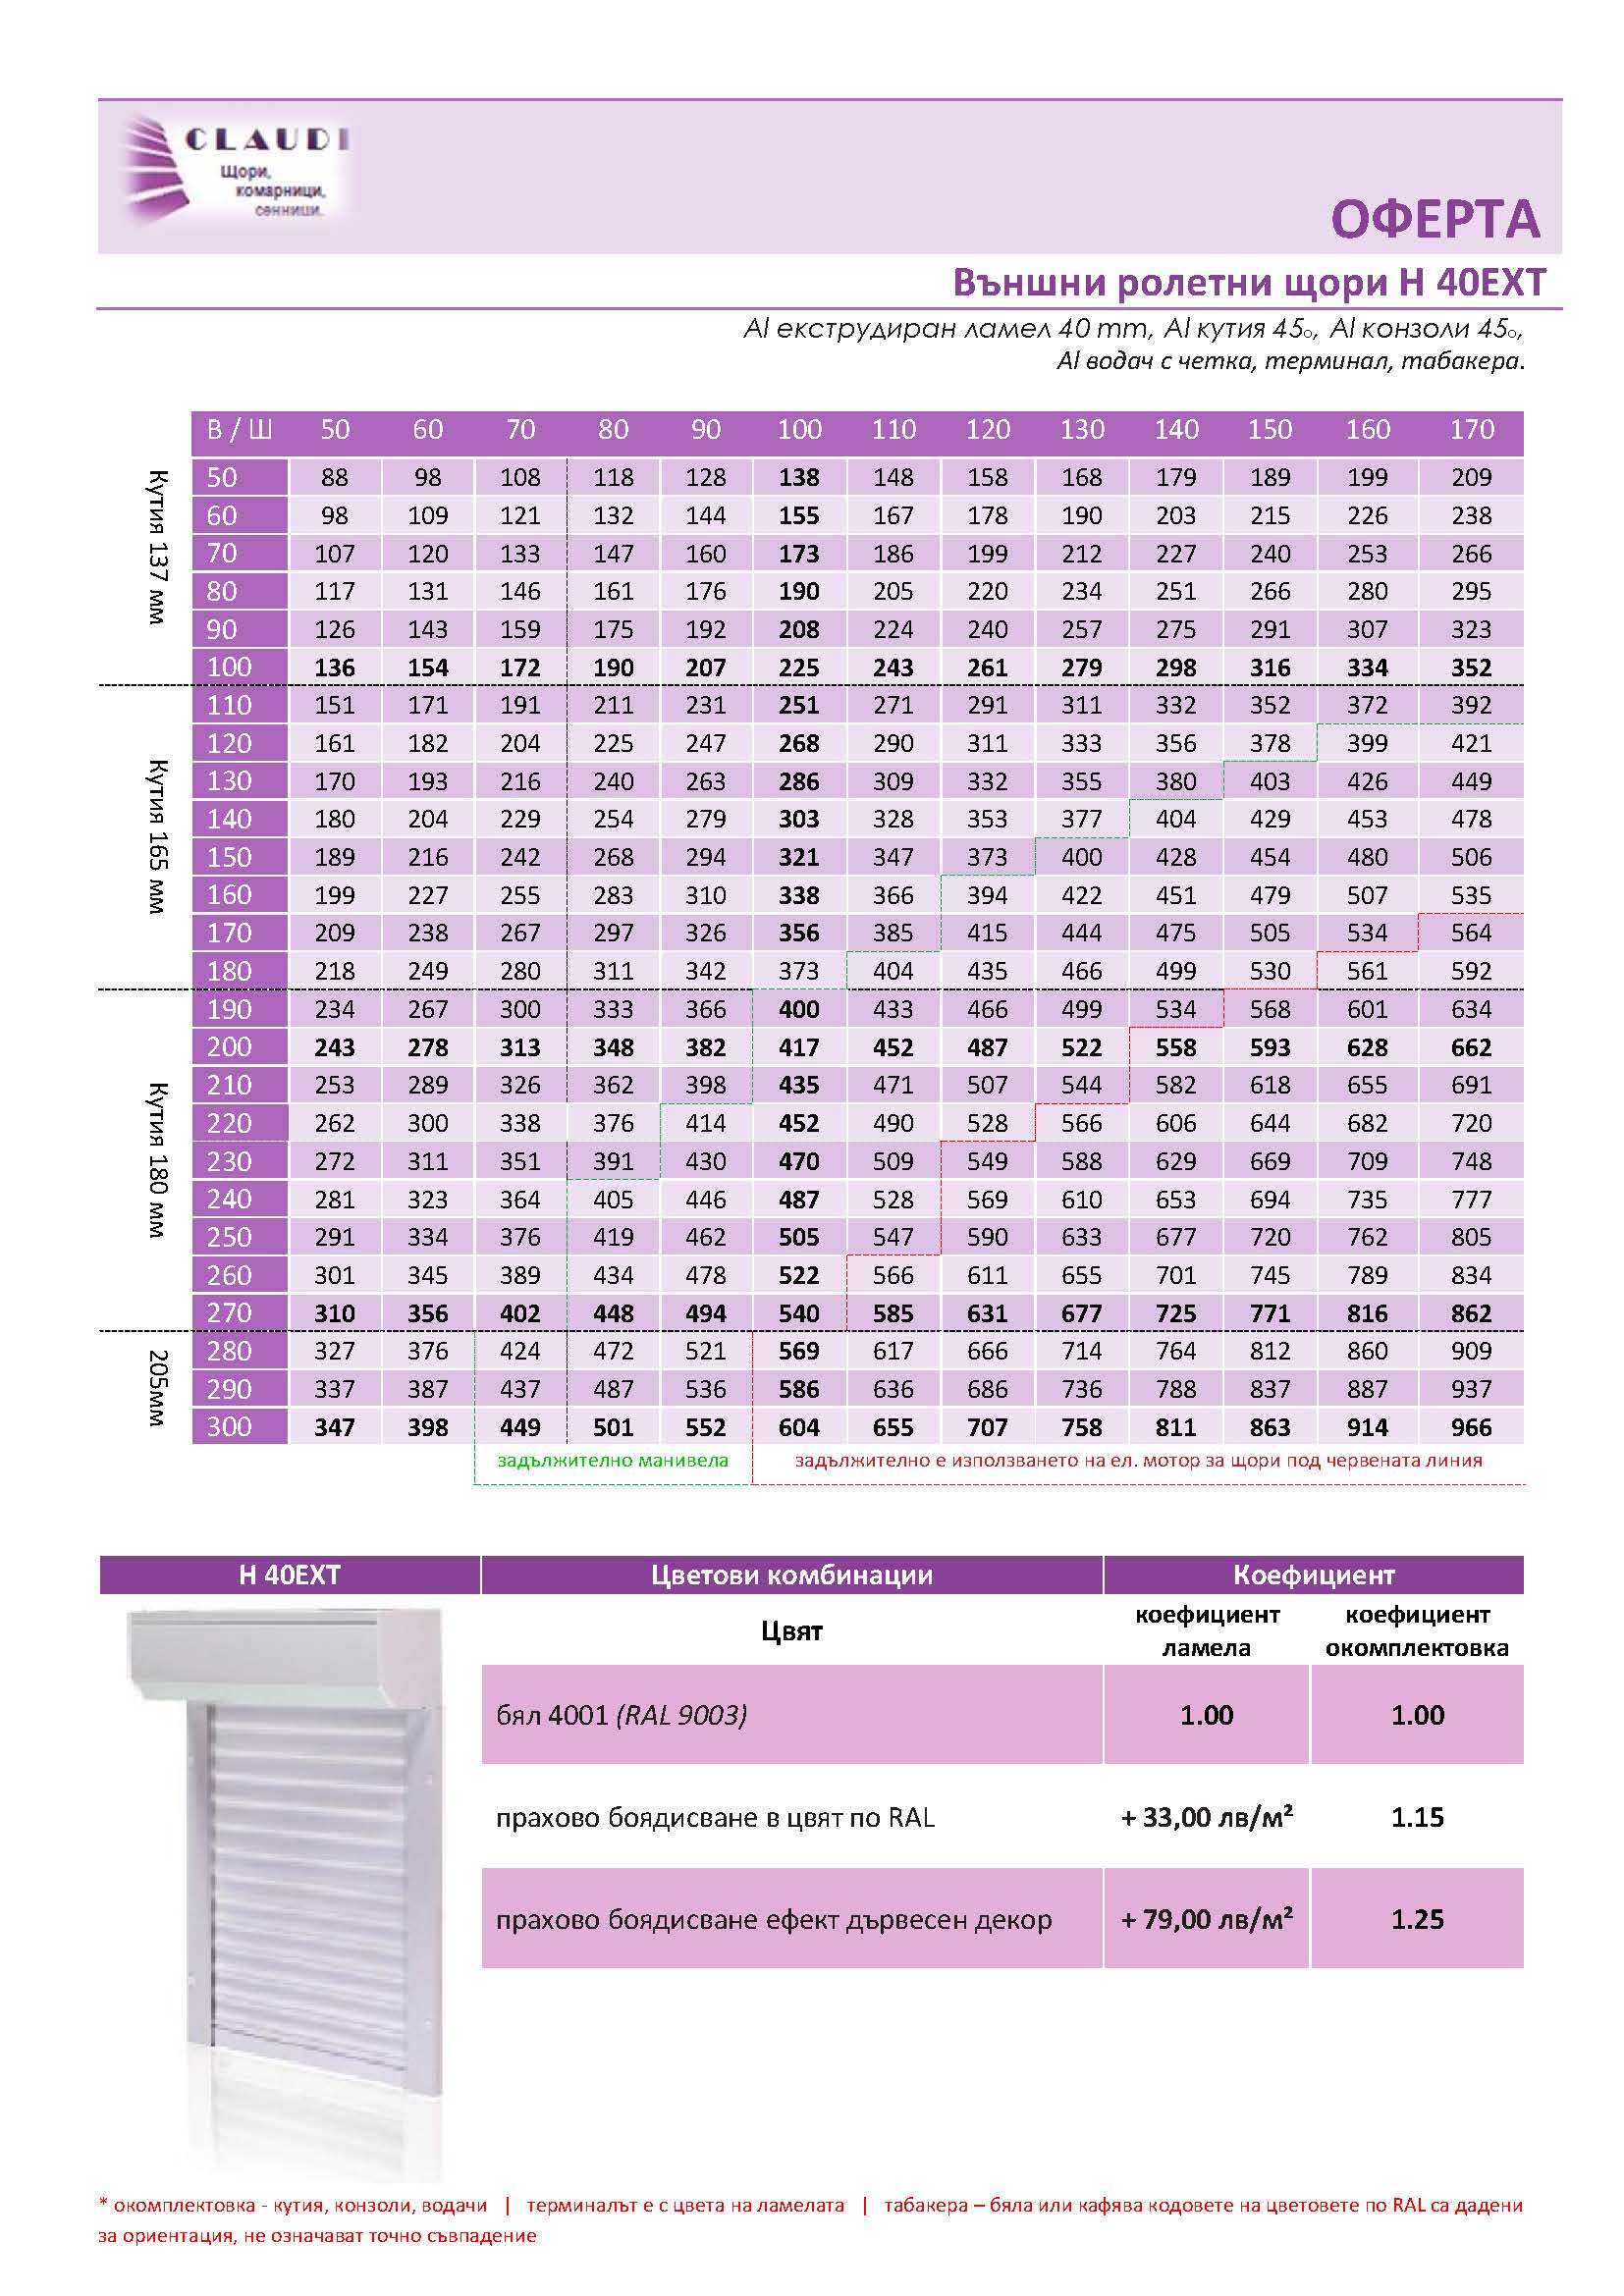 CLAUDI
Щори,
комарници,
сенници.
ОФЕРТА
Външни ролетни щори Н 40EXT
Al екструдиран ламел 40 mm, Al кутия 45o, Al конзоли 45o,
Al водач с четка, терминал, табакера.
В / Ш 50 60 70 80 90 100 110 120 130 140 150 160 170
Кутия 137 мм
50 88 98 108 118 128 138 148 158 168 179 189 199 209
60 98 109 121 132 144 155 167 178 190 203 215 226 238
70 107 120 133 147 160 173 186 199 212 227 240 253 266
80 117 131 146 161 176 190 205 220 234 251 266 280 295
90 126 143 159 175 192 208 224 240 257 275 291 307 323
100 136 154 172 190 207 225 243 261 279 298 316 334 352
Кутия 165 мм
110 151 171 191 211 231 251 271 291 311 332 352 372 392
120 161 182 204 225 247 268 290 311 333 356 378 399 421
130 170 193 216 240 263 286 309 332 355 380 403 426 449
140 180 204 229 254 279 303 328 353 377 404 429 453 478
150 189 216 242 268 294 321 347 373 400 428 454 480 506
160 199 227 255 283 310 338 366 394 422 451 479 507 535
170 209 238 267 297 326 356 385 415 444 475 505 534 564
180 218 249 280 311 342 373 404 435 466 499 530 561 592
Кутия 180 мм
190 234 267 300 333 366 400 433 466 499 534 568 601 634
200 243 278 313 348 382 417 452 487 522 558 593 628 662
210 253 289 326 362 398 435 471 507 544 582 618 655 691
220 262 300 338 376 414 452 490 528 566 606 644 682 720
230 272 311 351 391 430 470 509 549 588 629 669 709 748
240 281 323 364 405 446 487 528 569 610 653 694 735 777
250 291 334 376 419 462 505 547 590 633 677 720 762 805
260 301 345 389 434 478 522 566 611 655 701 745 789 834
270 310 356 402 448 494 540 585 631 677 725 771 816 862
205мм
280 327 376 424 472 521 569 617 666 714 764 812 860 909
290 337 387 437 487 536 586 636 686 736 788 837 887 937
300 347 398 449 501 552 604 655 707 758 811 863 914 966
задължително манивела задължително е използването на ел. мотор за щори под червената линия
Н 40EXT Цветови комбинации Коефициент
Цвят коефициент ламела коефициент окомплектовка
бял 4001 (RAL 9003) 1.00 1.00
прахово боядисване в цвят по RAL + 33,00 лв/м² 1.15
прахово боядисване ефект дървесен декор + 79,00 лв/м² 1.25
* окомплектовка - кутия, конзоли, водачи | терминалът е с цвета на ламелата | табакера – бяла или кафява кодовете на цветовете по RAL са дадени
за ориентация, не означават точно съвпадение